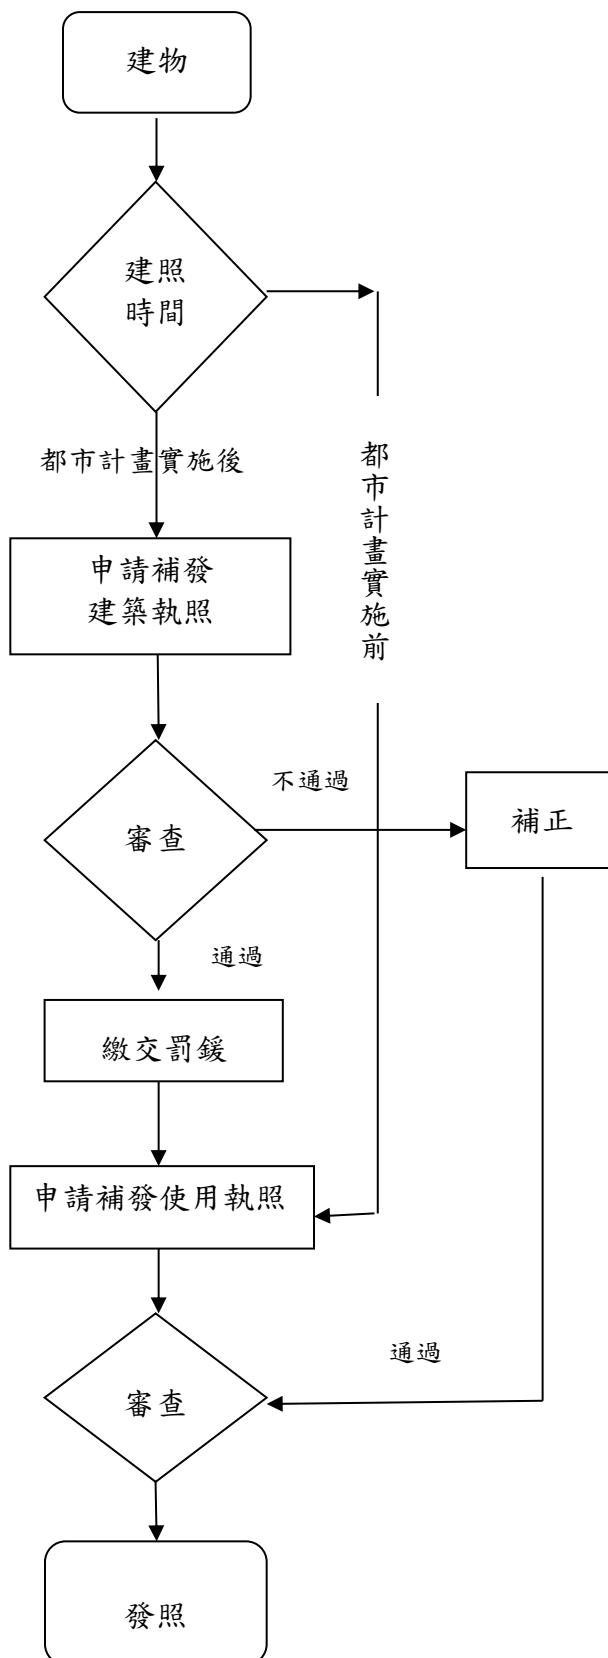 建物
建照
時間
都市計畫實施後
都市計畫實施前
申請補發
建築執照
不通過
補正
審查
通過
繳交罰鍰
申請補發使用執照
通過
審查
發照